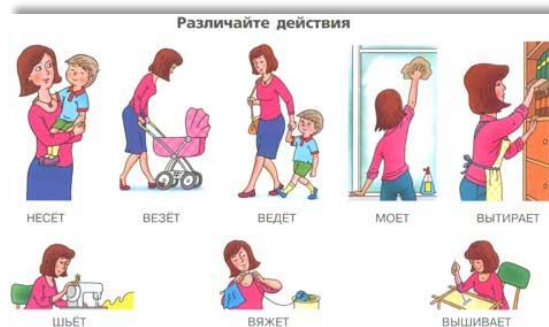 Различайте действия
НЕСЁТ ВЕЗЁТ ВЕДЁТ МОЕТ ВЫТИРАЕТ
ШЬЁТ ВЯЖЕТ ВЫШИВАЕТ